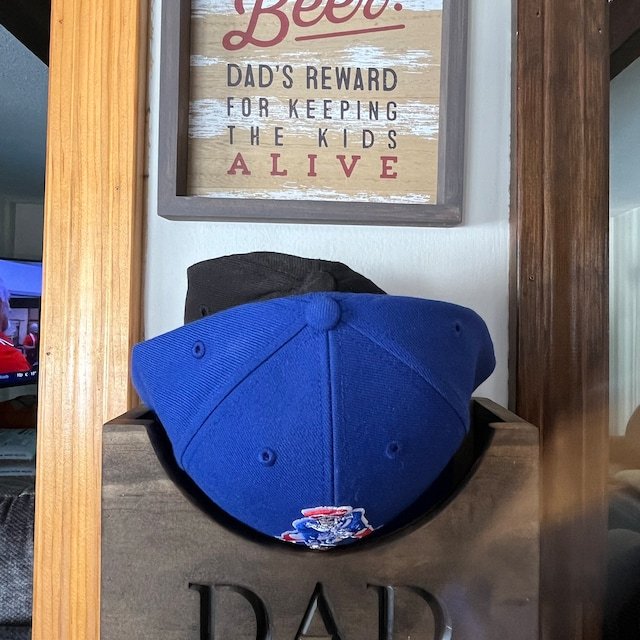 Beer.
DAD'S REWARD
FOR KEEPING
THE KIDS
ALIVE
DAD